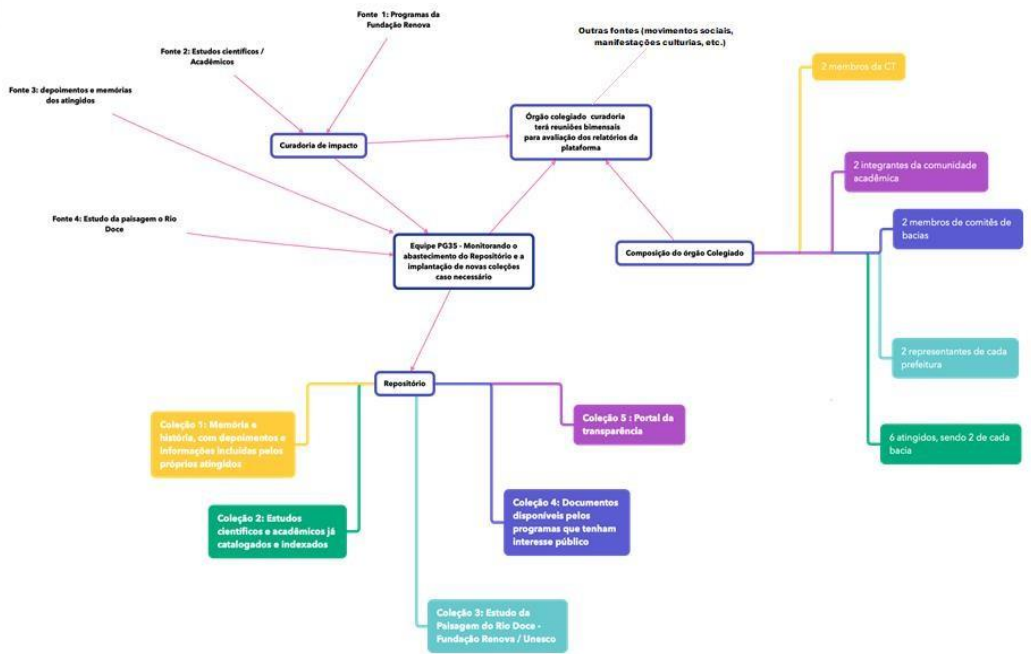 Fonte 1: Programas da
Fundação Renova
Outras fontes (movimentos sociais,
manifestações culturias, etc.)
Fonte 2: Estudos científicos /
Acadêmicos
2 membros da CT
Fonte 3: depoimentos e memórias
dos atingidos
Curadoria de impacto
Órgão colegiado curadoria
terá reuniões bimensais
para avaliação dos relatórios da
plataforma
2 integrantes da comunidade
acadêmica
Fonte 4: Estudo da paisagem o Rio
Doce
2 membros de comitês de
bacias
Equipe PG35 - Monitorando o
abastecimento do Repositório e a
implantação de novas coleções
caso necessário
Composição do órgão Colegiado
2 representantes de cada
prefeitura
Repositório
Coleção 1: Memória e
história, com depoimentos e
informações incluídas pelos
próprios atingidos
Coleção 5 : Portal da
transparência
6 atingidos, sendo 2 de cada
bacia
Coleção 2: Estudos
científicos e acadêmicos já
catalogados e indexados
Coleção 4: Documentos
disponíveis pelos
programas que tenham
interesse público
Coleção 3: Estudo da
Paisagem do Rio Doce -
Fundação Renova / Unesco